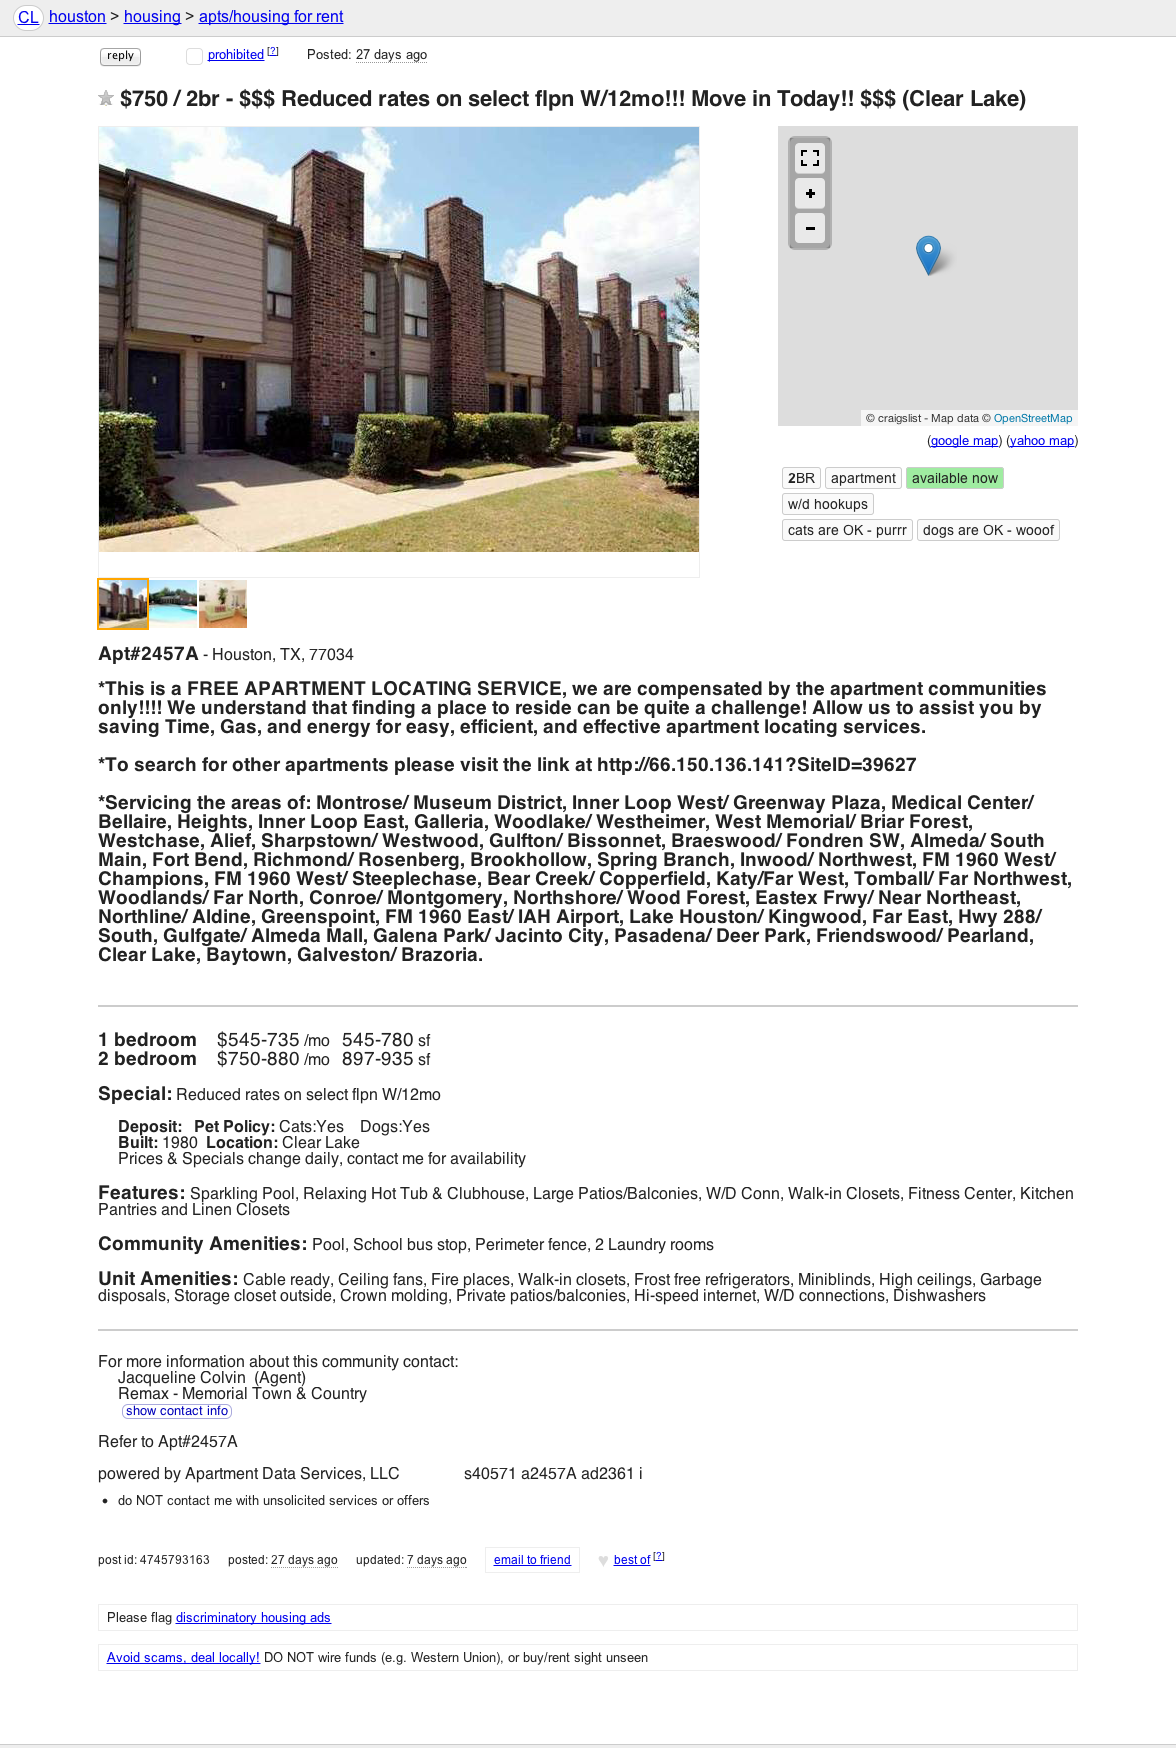 CL houston > housing > apts/housing for rent
reply prohibited [?] Posted: 27 days ago
$750 / 2br - $$$ Reduced rates on select flpn W/12mo!!! Move in Today!! $$$ (Clear Lake)
+
-
© craigslist - Map data © OpenStreetMap
(google map) (yahoo map)
2BR apartment available now
w/d hookups
cats are OK - purrr dogs are OK - wooof
Apt#2457A - Houston, TX, 77034
*This is a FREE APARTMENT LOCATING SERVICE, we are compensated by the apartment communities
only!!!! We understand that finding a place to reside can be quite a challenge! Allow us to assist you by
saving Time, Gas, and energy for easy, efficient, and effective apartment locating services.
*To search for other apartments please visit the link at http://66.150.136.141?SiteID=39627
*Servicing the areas of: Montrose/ Museum District, Inner Loop West/ Greenway Plaza, Medical Center/
Bellaire, Heights, Inner Loop East, Galleria, Woodlake/ Westheimer, West Memorial/ Briar Forest,
Westchase, Alief, Sharpstown/ Westwood, Gulfton/ Bissonnet, Braeswood/ Fondren SW, Almeda/ South
Main, Fort Bend, Richmond/ Rosenberg, Brookhollow, Spring Branch, Inwood/ Northwest, FM 1960 West/
Champions, FM 1960 West/ Steeplechase, Bear Creek/ Copperfield, Katy/Far West, Tomball/ Far Northwest,
Woodlands/ Far North, Conroe/ Montgomery, Northshore/ Wood Forest, Eastex Frwy/ Near Northeast,
Northline/ Aldine, Greenspoint, FM 1960 East/ IAH Airport, Lake Houston/ Kingwood, Far East, Hwy 288/
South, Gulfgate/ Almeda Mall, Galena Park/ Jacinto City, Pasadena/ Deer Park, Friendswood/ Pearland,
Clear Lake, Baytown, Galveston/ Brazoria.
1 bedroom $545-735 /mo 545-780 sf
2 bedroom $750-880 /mo 897-935 sf
Special: Reduced rates on select flpn W/12mo
Deposit: Pet Policy: Cats:Yes Dogs:Yes
Built: 1980 Location: Clear Lake
Prices & Specials change daily, contact me for availability
Features: Sparkling Pool, Relaxing Hot Tub & Clubhouse, Large Patios/Balconies, W/D Conn, Walk-in Closets, Fitness Center, Kitchen
Pantries and Linen Closets
Community Amenities: Pool, School bus stop, Perimeter fence, 2 Laundry rooms
Unit Amenities: Cable ready, Ceiling fans, Fire places, Walk-in closets, Frost free refrigerators, Miniblinds, High ceilings, Garbage
disposals, Storage closet outside, Crown molding, Private patios/balconies, Hi-speed internet, W/D connections, Dishwashers
For more information about this community contact:
Jacqueline Colvin (Agent)
Remax - Memorial Town & Country
show contact info
Refer to Apt#2457A
powered by Apartment Data Services, LLC s40571 a2457A ad2361 i
• do NOT contact me with unsolicited services or offers
post id: 4745793163 posted: 27 days ago updated: 7 days ago email to friend ♥ best of [?]
Please flag discriminatory housing ads
Avoid scams, deal locally! DO NOT wire funds (e.g. Western Union), or buy/rent sight unseen